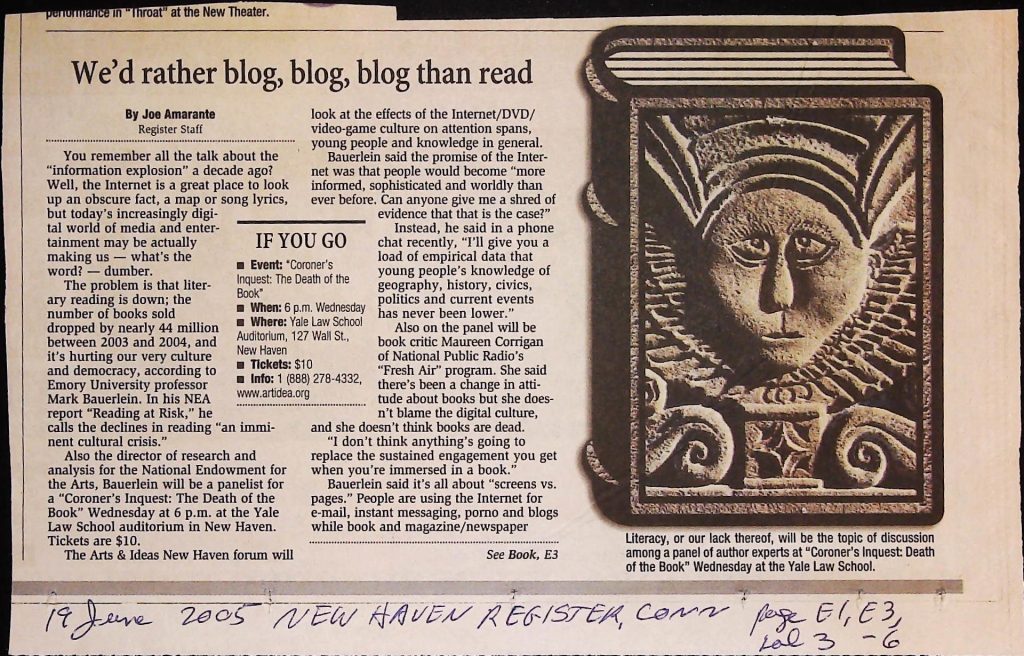 performance in "Throat" at the New Theater.
We'd rather blog, blog, blog than read
By Joe Amarante
Register Staff
You remember all the talk about the
"information explosion" a decade ago?
Well, the Internet is a great place to look
up an obscure fact, a map or song lyrics,
but today's increasingly digi-
tal world of media and enter-
tainment may be actually
making us — what's the
word? — dumber.
The problem is that liter-
ary reading is down; the
number of books sold
dropped by nearly 44 million
between 2003 and 2004, and
it's hurting our very culture
and democracy, according to
Emory University professor
Mark Bauerlein. In his NEA
report "Reading at Risk," he
calls the declines in reading "an immi-
nent cultural crisis."
Also the director of research and
analysis for the National Endowment for
the Arts, Bauerlein will be a panelist for
a "Coroner's Inquest: The Death of the
Book" Wednesday at 6 p.m. at the Yale
Law School auditorium in New Haven.
Tickets are $10.
The Arts & Ideas New Haven forum will
IF YOU GO
■ Event: "Coroner's
Inquest: The Death of the
Book"
■ When: 6 p.m. Wednesday
■ Where: Yale Law School
Auditorium, 127 Wall St.,
New Haven
■ Tickets: $10
■ Info: 1 (888) 278-4332,
www.artidea.org
look at the effects of the Internet/DVD/
video-game culture on attention spans,
young people and knowledge in general.
Bauerlein said the promise of the Inter-
net was that people would become "more
informed, sophisticated and worldly than
ever before. Can anyone give me a shred of
evidence that that is the case?"
Instead, he said in a phone
chat recently, "I'll give you a
load of empirical data that
young people's knowledge of
geography, history, civics,
politics and current events
has never been lower."
Also on the panel will be
book critic Maureen Corrigan
of National Public Radio's
"Fresh Air" program. She said
there's been a change in atti-
tude about books but she does-
n't blame the digital culture,
and she doesn't think books are dead.
"I don't think anything's going to
replace the sustained engagement you get
when you're immersed in a book."
Bauerlein said it's all about "screens vs.
pages." People are using the Internet for
e-mail, instant messaging, porno and blogs
while book and magazine/newspaper
See Book, E3
Literacy, or our lack thereof, will be the topic of discussion
among a panel of author experts at "Coroner's Inquest: Death
of the Book" Wednesday at the Yale Law School.
19 June 2005 NEW HAVEN REGISTER, CONN page E1, E3,
col 3 - 6